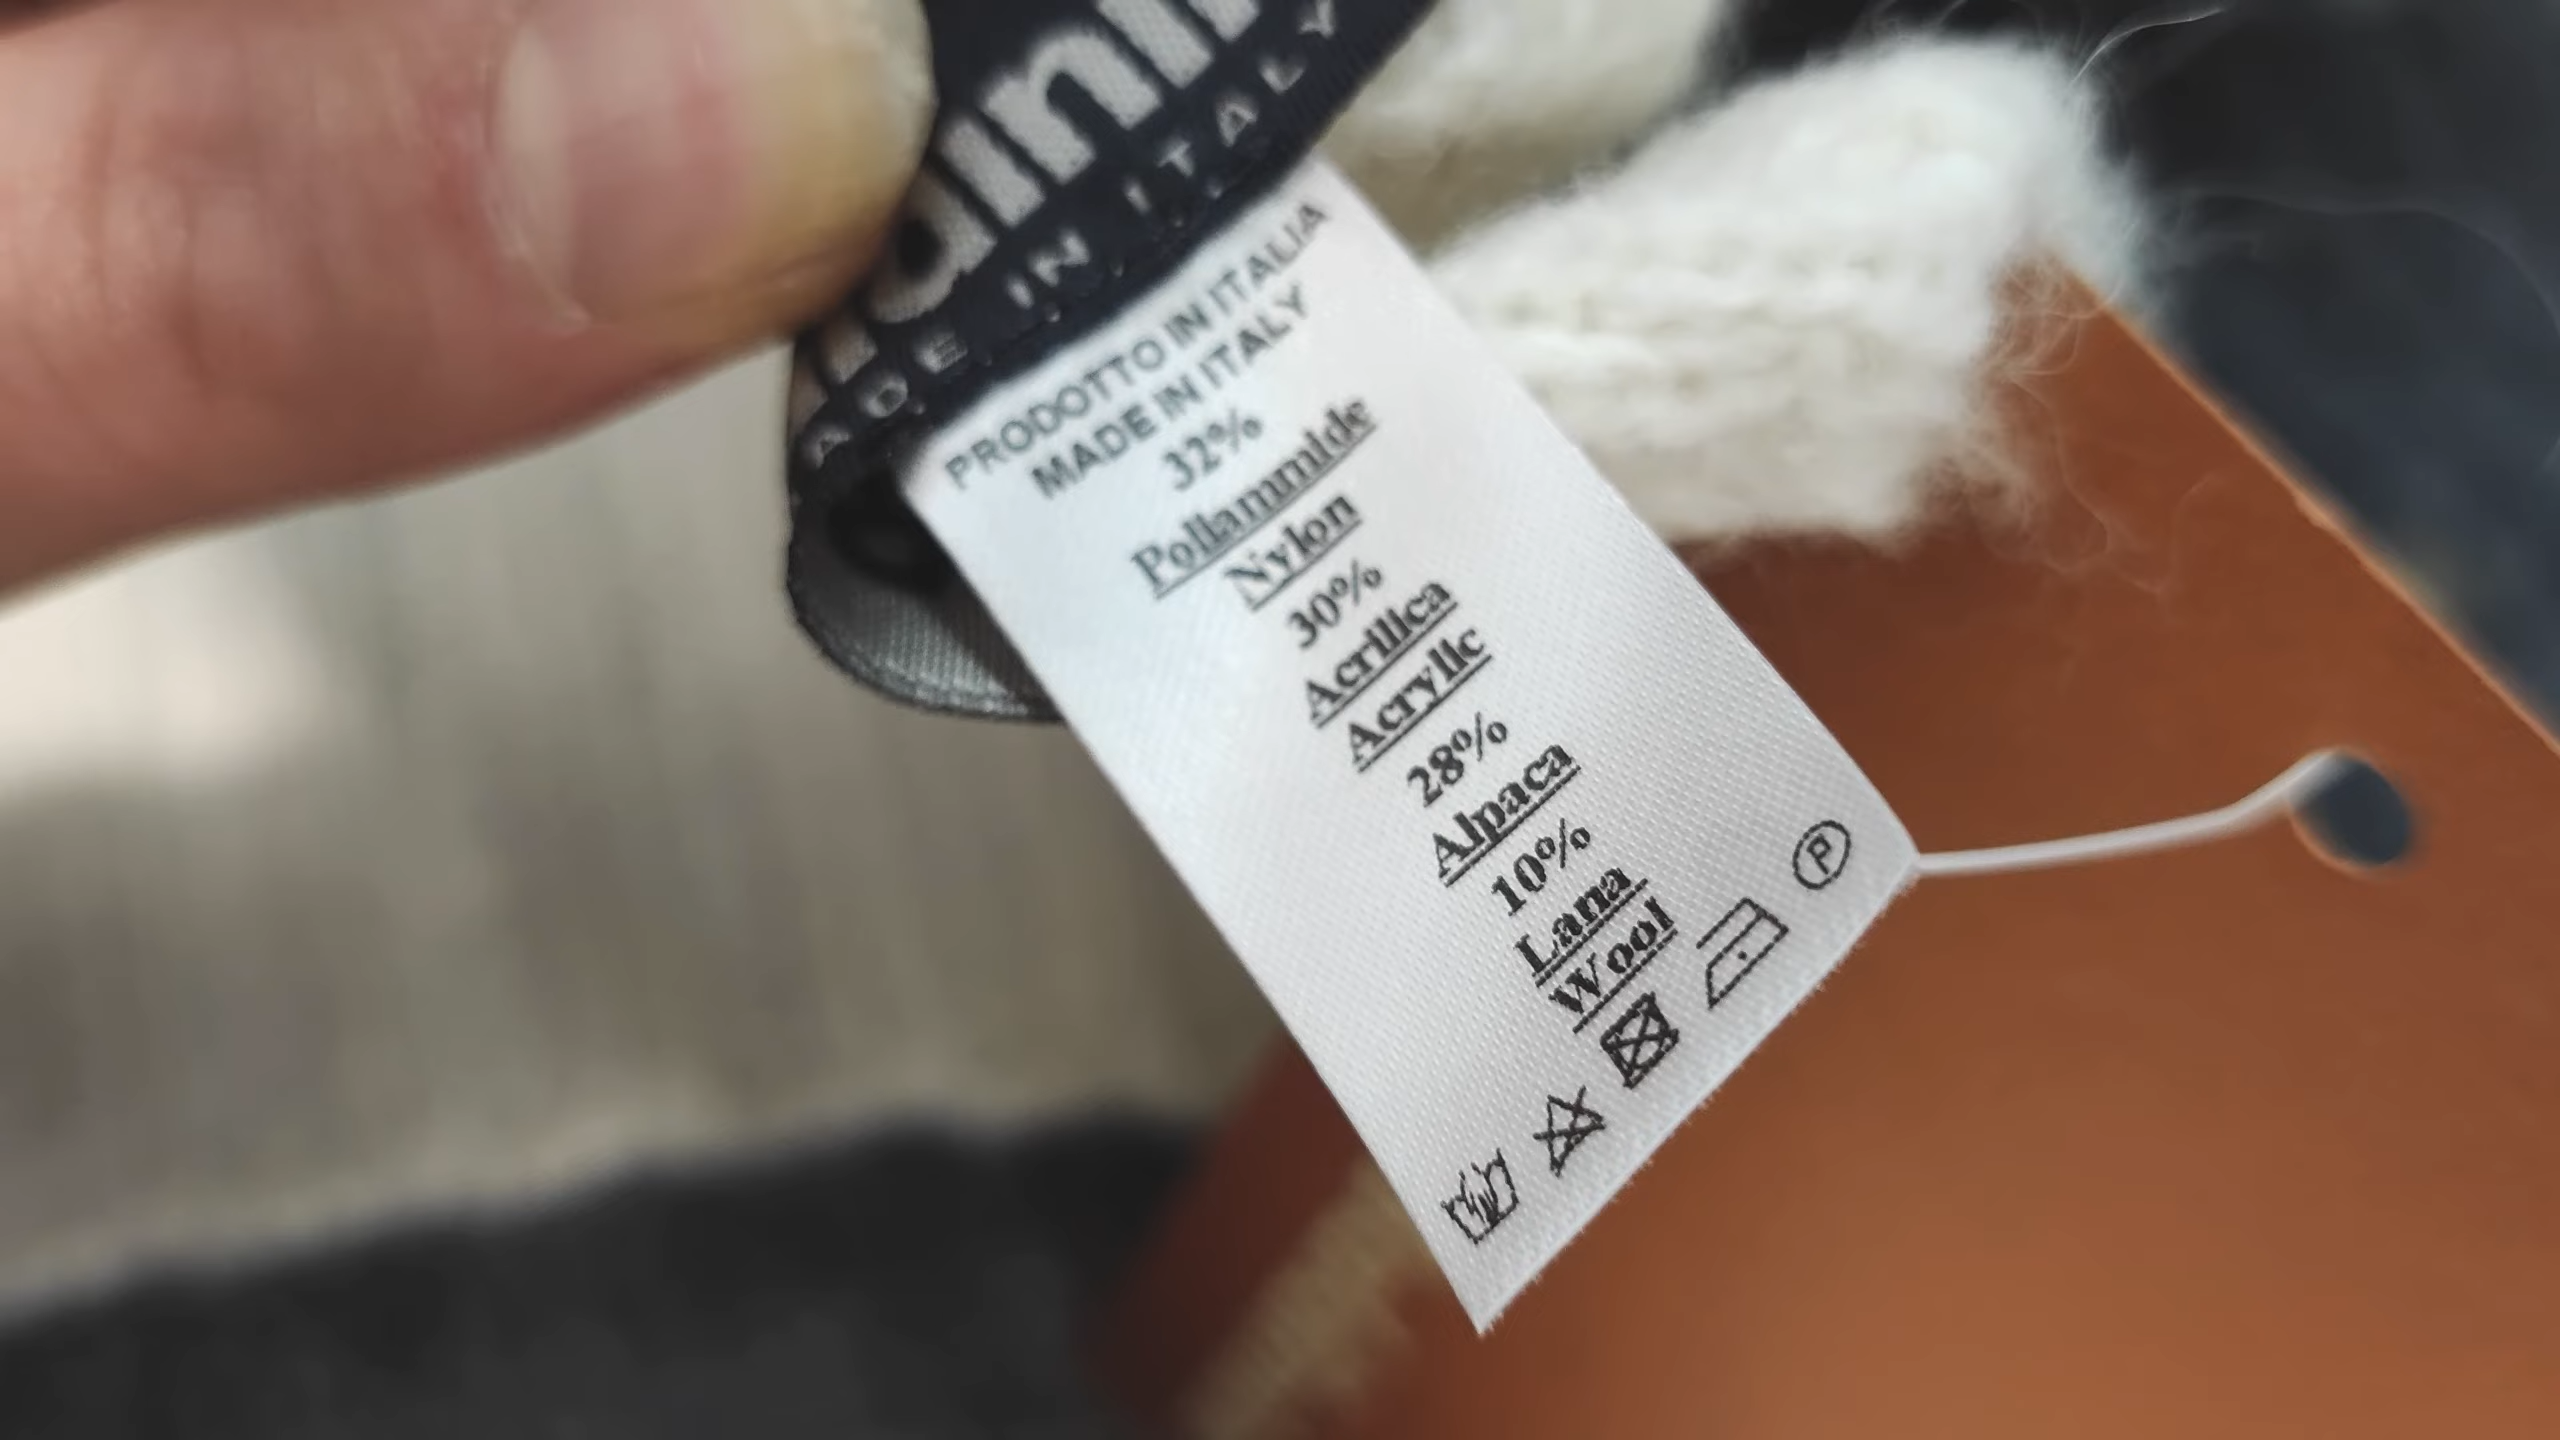 IN ITALY
PRODOTTO IN ITALIA
MADE IN ITALY
32%
Poliammide
Nylon
30%
Acrilica
Acrylic
28%
Alpaca
10%
Lana
Wool
P